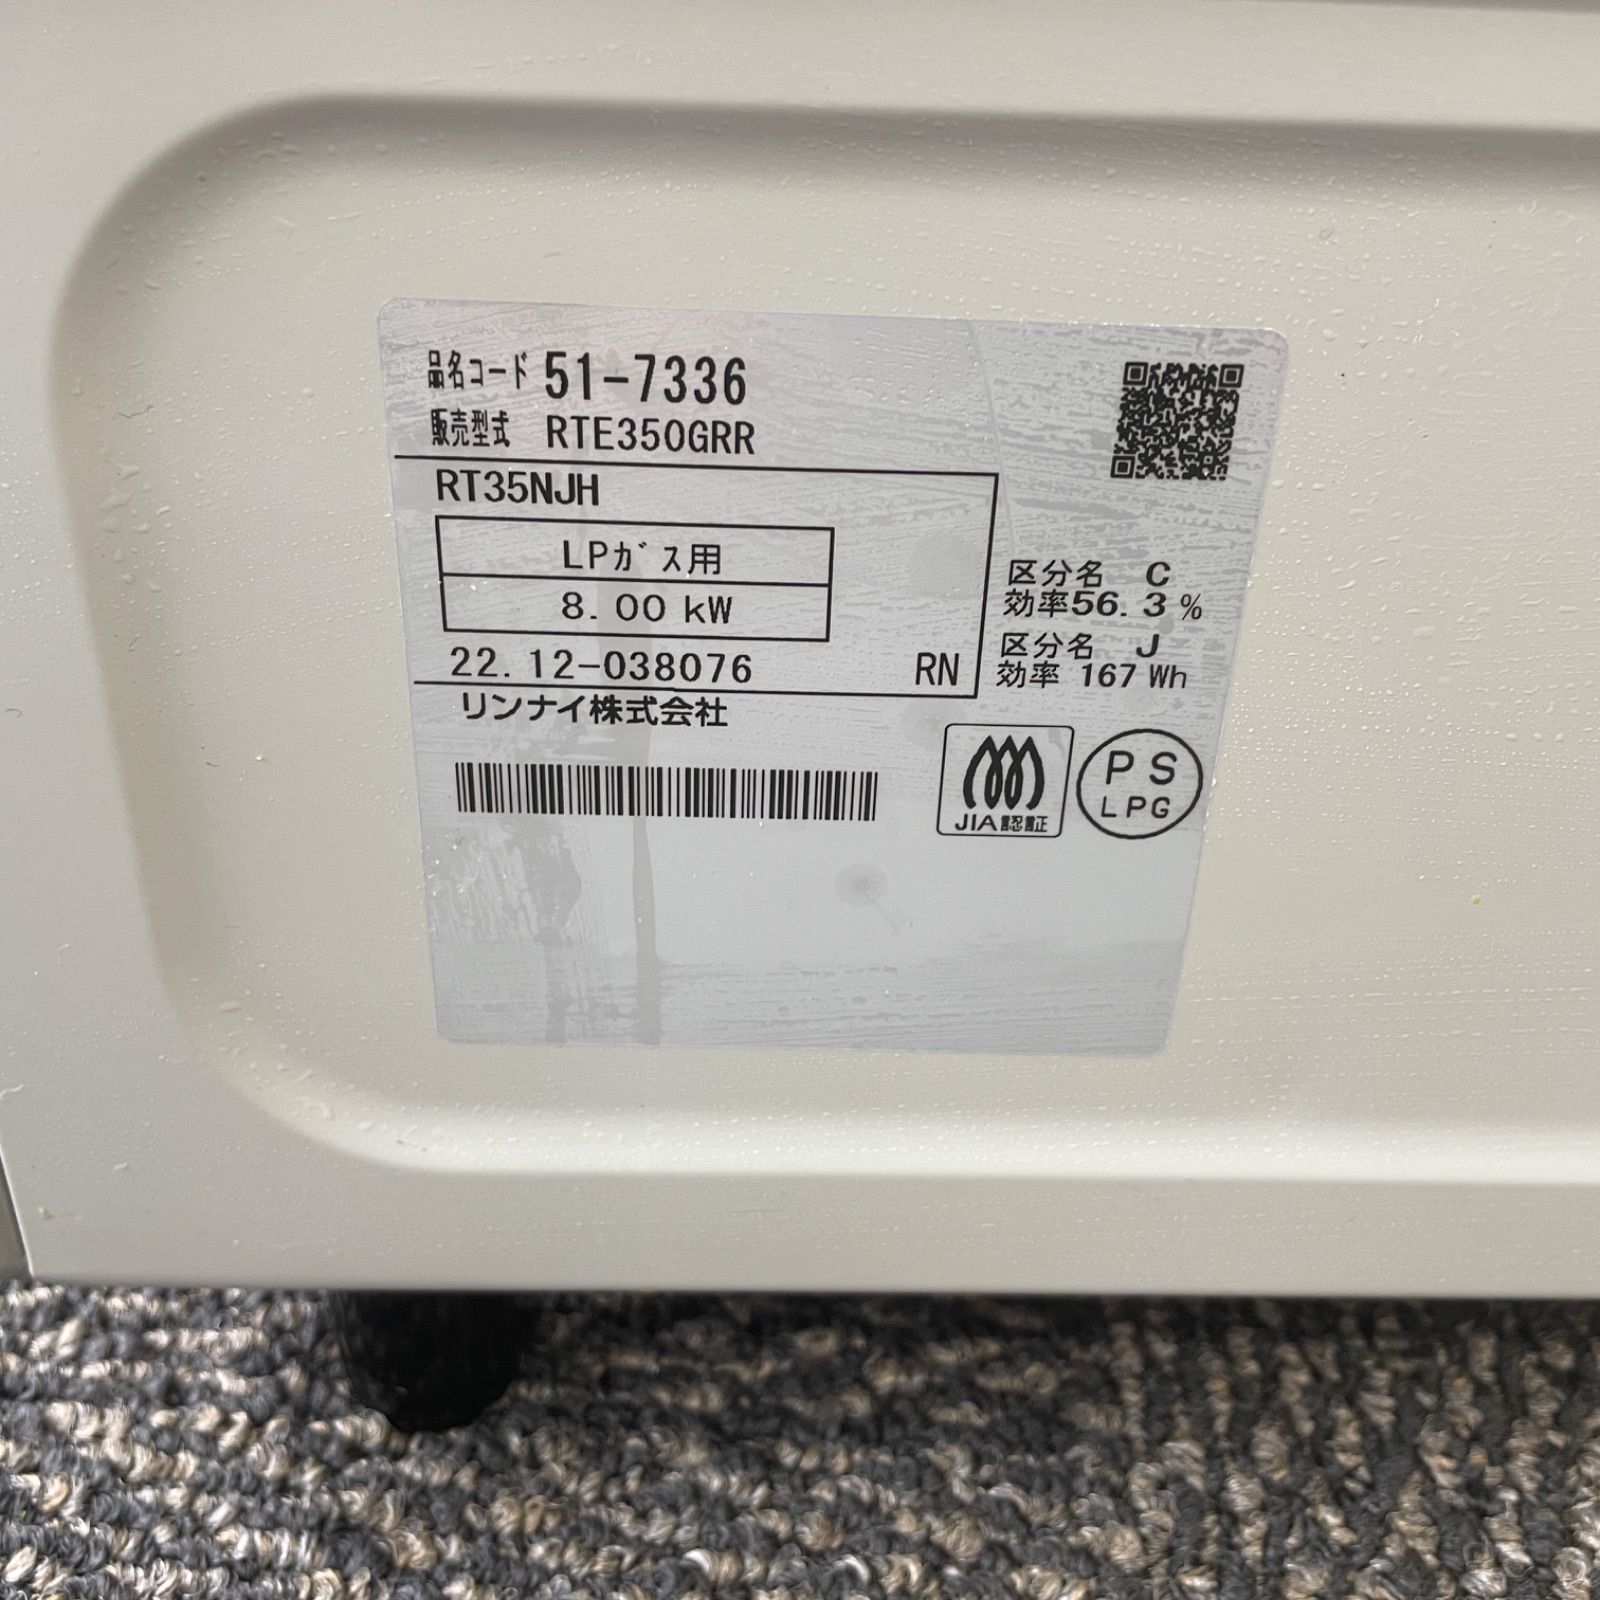 品名コード 51-7336
販売型式 RTE350GRR
RT35NJH
LPガス用
8.00 kW
22.12-038076 RN
リンナイ株式会社
区分名 C
効率56.3%
区分名 J
効率 167 Wh
JIA認証
PS
LPG